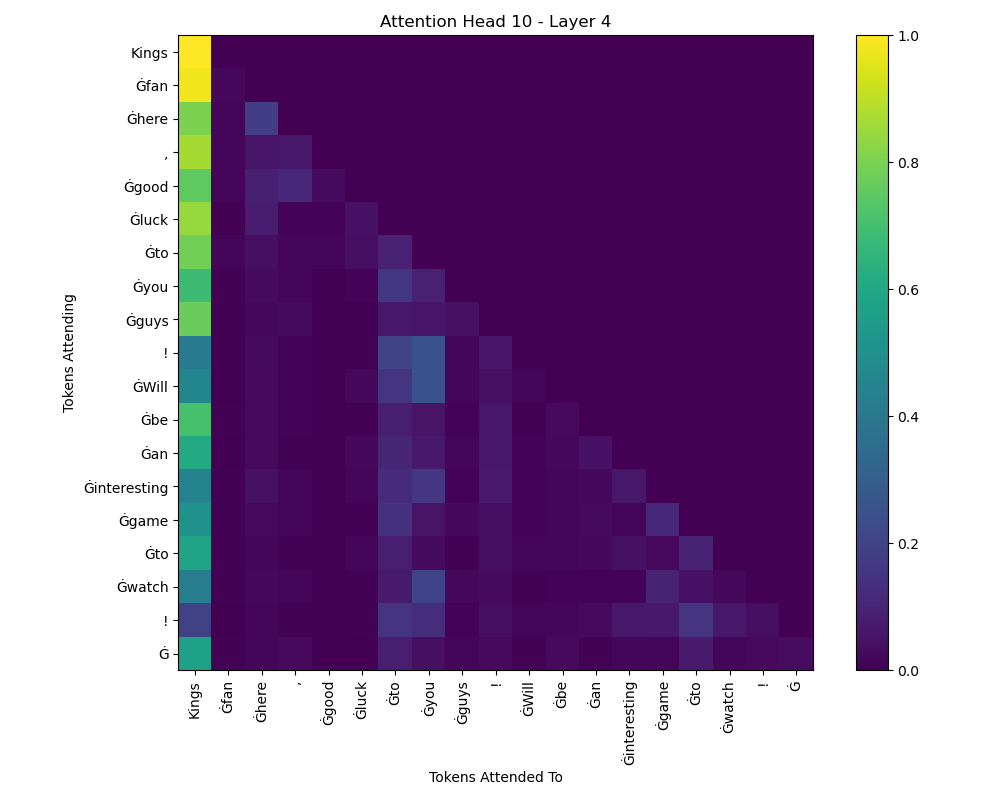 Attention Head 10 - Layer 4
Tokens Attending
Kings
Ġfan
Ġhere
,
Ġgood
Ġluck
Ġto
Ġyou
Ġguys
!
ĠWill
Ġbe
Ġan
Ġinteresting
Ġgame
Ġto
Ġwatch
!
Ġ
Kings
Ġfan
Ġhere
,
Ġgood
Ġluck
Ġto
Ġyou
Ġguys
!
ĠWill
Ġbe
Ġan
Ġinteresting
Ġgame
Ġto
Ġwatch
!
Ġ
Tokens Attended To
1.0
0.8
0.6
0.4
0.2
0.0